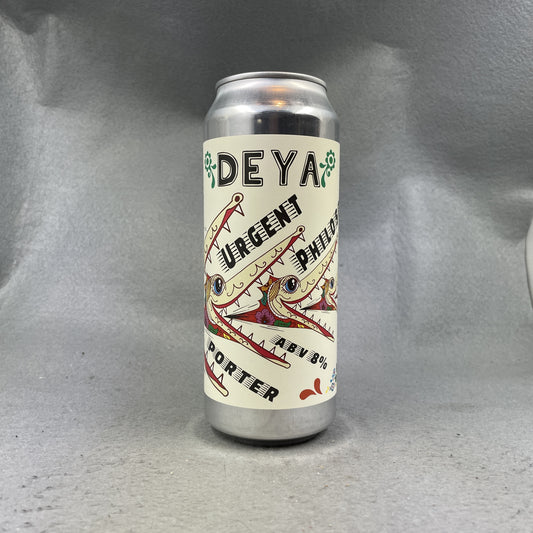 DEYA
URGENT
PHILOS
ABV 8%
PORTER